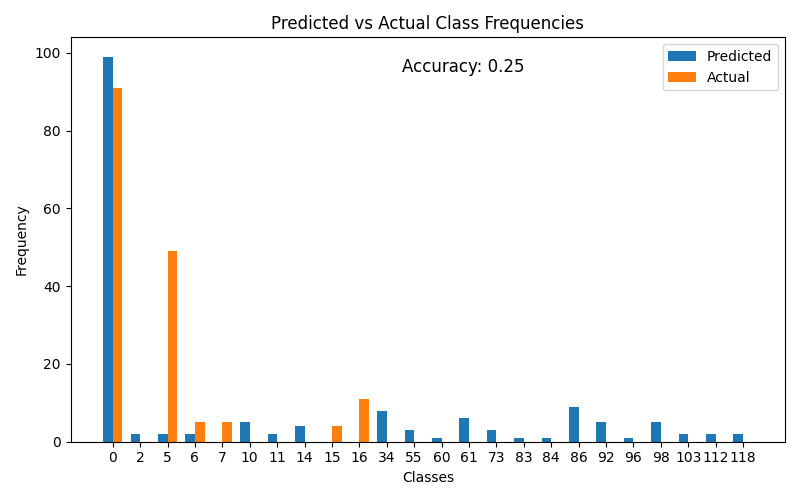 Predicted vs Actual Class Frequencies
Accuracy: 0.25
Predicted
Actual
Frequency
100
80
60
40
20
0
0 2 5 6 7 10 11 14 15 16 34 55 60 61 73 83 84 86 92 96 98 103 112 118
Classes